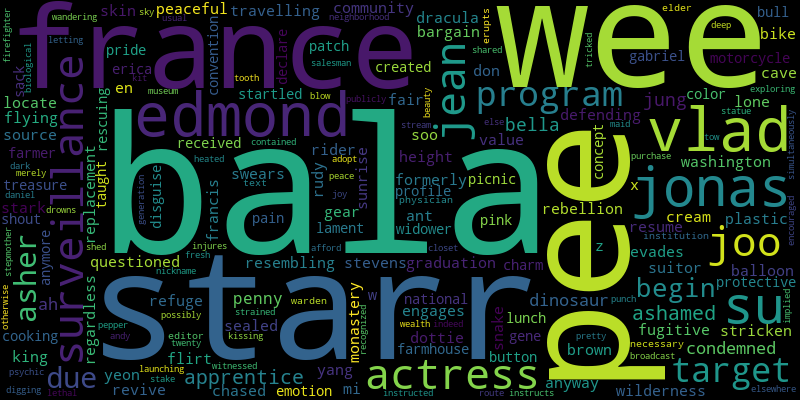 wandering
sky
skin
usual
peaceful
travelling
community
dracula
neighborhood
bargain
firefighter
france
letting
biological
sack
pride
erica
kit
convention
declare
patch
created
erupts
wee
elder
deep
shared
tricked
bull
bike
gabriel
motorcycle
don
cave
locate
en
tooth
salesman
startled
museum
blow
publicly
fair
beauty
jean
program
jung
color
lone
exploring
flying
source
surveillance
rescuing
edmond
received
stream
soo
bella
defending
statue
vlad
simultaneously
farmer
contained
heated
rider
height
value
else
maid
tow
washington
dark
merely
replacement
taught
bala
disguise
swears
text
rudy
adopt
peace
sunrise
formerly
profile
physician
picnic
concept
purchase
x
jonas
daniel
treasure
stark
shout
drowns
generation
francis
pain
joy
gear
lament
ant
widower
pink
cream
plastic
encouraged
rebellion
resume
institution
anymore
asher
stepmother
shed
injures
fresh
afford
closet
bee
z
evades
joo
questioned
nickname
resembling
stevens
graduation
charm
suitor
balloon
otherwise
ah
regardless
refuge
possibly
penny
warden
monastery
w
national
engages
dinosaur
begin
protective
su
implied
pepper
strained
starr
recognized
wealth
indeed
snake
lunch
punch
ashamed
cooking
andy
editor
twenty
sealed
kissing
dottie
gene
pretty
fugitive
stricken
king
flirt
witnessed
farmhouse
button
brown
necessary
broadcast
condemned
psychic
launching
yang
actress
anyway
target
due
yeon
apprentice
mi
digging
lethal
revive
stake
chased
emotion
instructed
route
instructs
wilderness
elsewhere